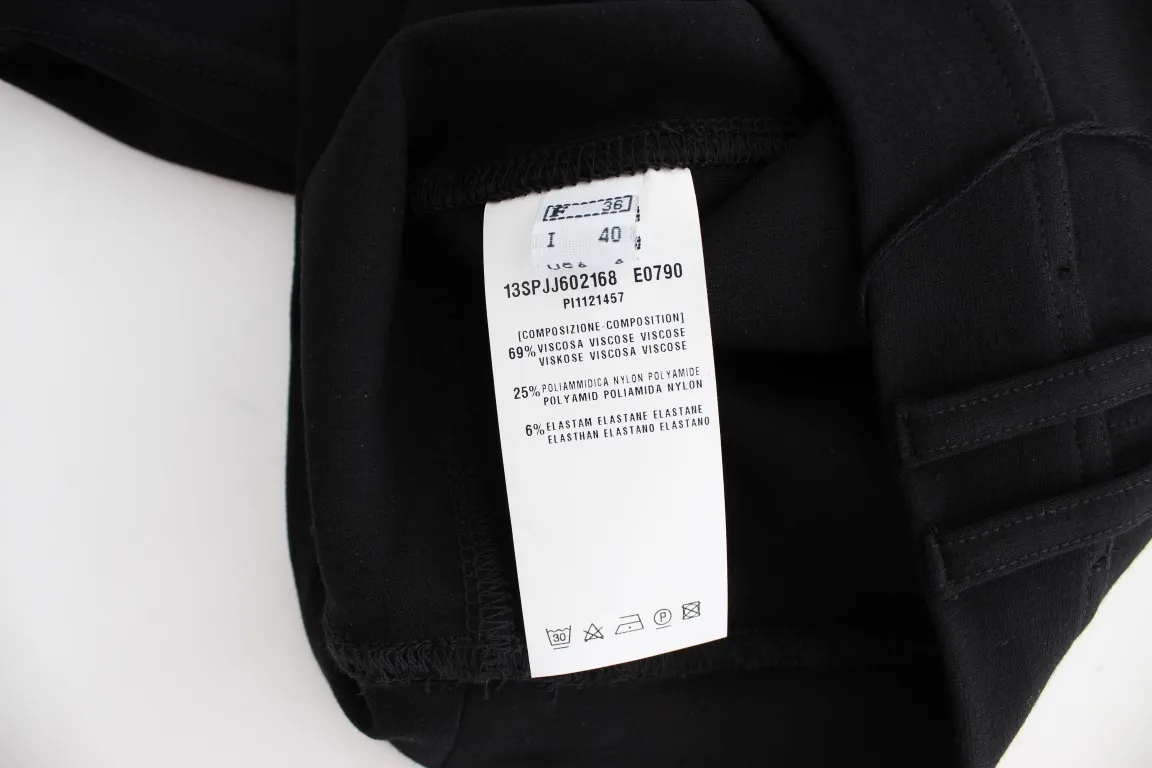 F 36
I 40
13SPJJ602168 E0790
PI1121457
[COMPOSIZIONE-COMPOSITION]
69% VISCOSA VISCOSE VISCOSE
VISKOSE VISCOSA VISCOSE
25% POLIAMMIDICA NYLON POLYAMIDE
POLYAMID POLIAMIDA NYLON
6% ELASTAM ELASTANE ELASTANE
ELASTHAN ELASTANO ELASTANO
30 P